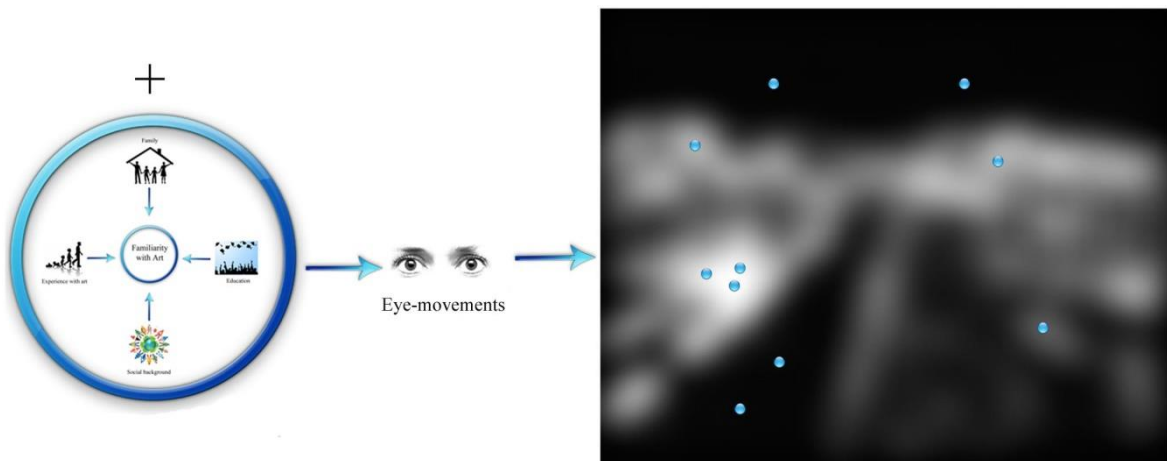 Family
Familiarity
with Art
Experience with art
Education
Social background
Eye-movements